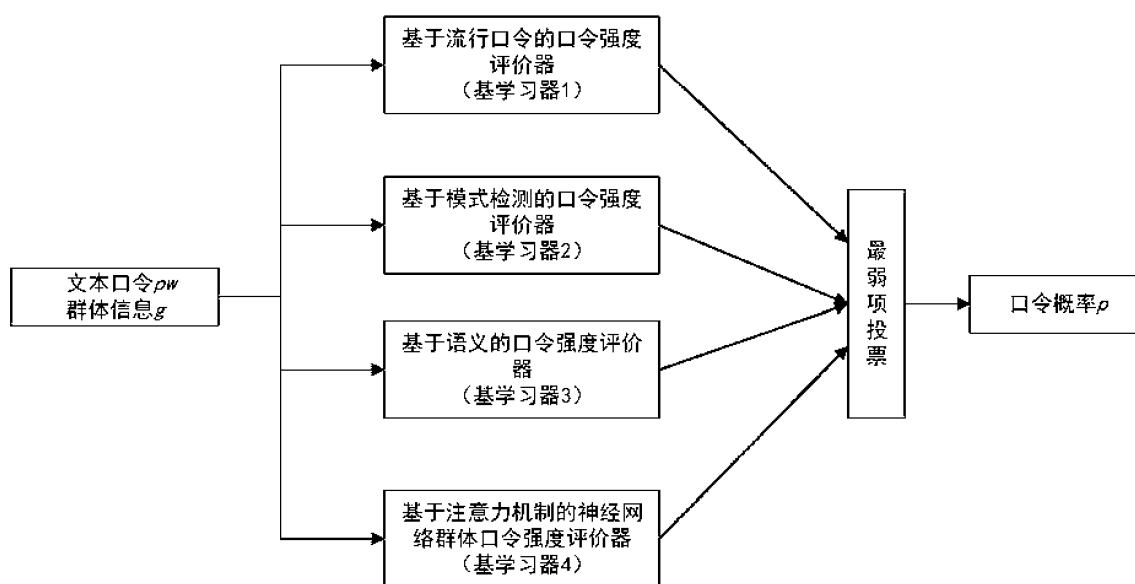 基于流行口令的口令强度
评价器
（基学习器1）
基于模式检测的口令强度
评价器
（基学习器2）
文本口令pw
群体信息g
基于语义的口令强度评价
器
（基学习器3）
基于注意力机制的神经网
络群体口令强度评价器
（基学习器4）
最
弱
项
投
票
口令概率p